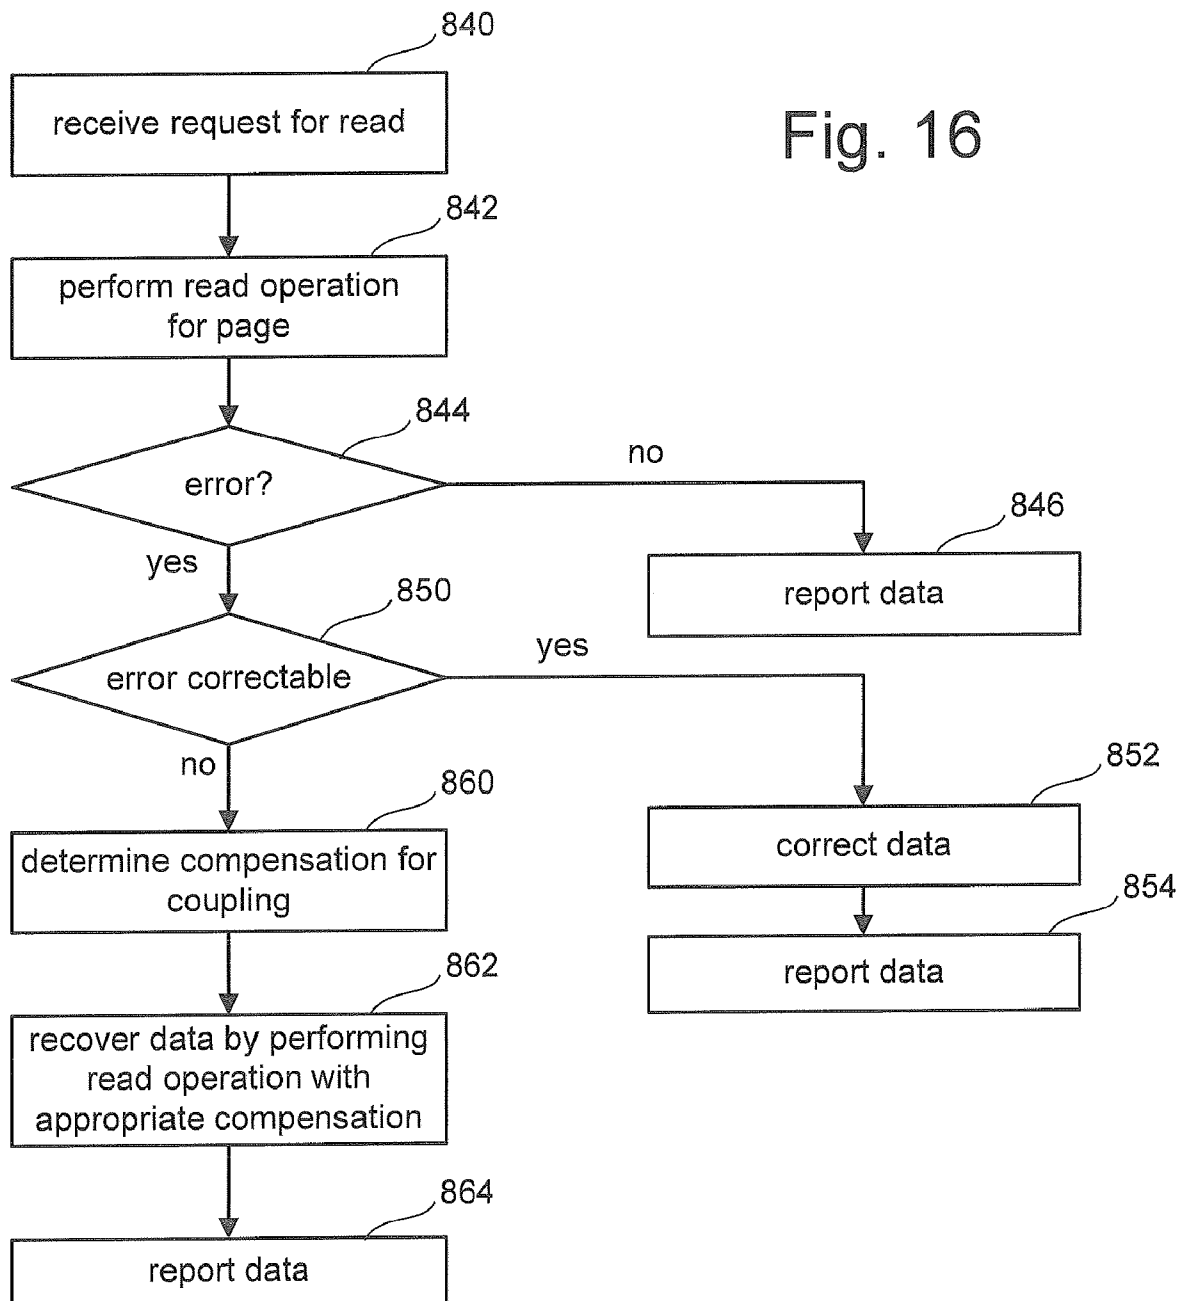 840
receive request for read
Fig. 16
842
perform read operation
for page
844
error?
no
yes
846
report data
850
error correctable
yes
no
852
correct data
854
report data
860
determine compensation for
coupling
862
recover data by performing
read operation with
appropriate compensation
864
report data